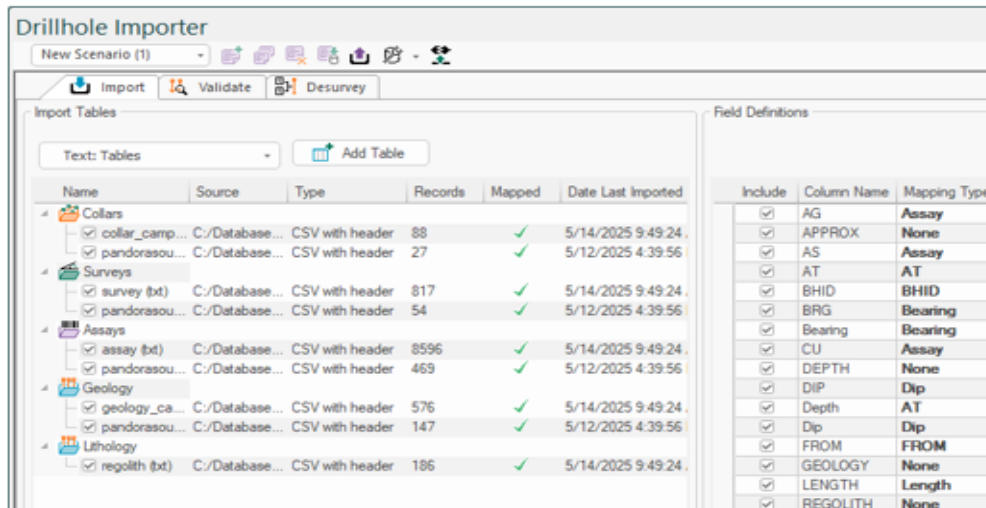 Drillhole Importer
New Scenario (1)
Import Validate Desurvey
Import Tables
Text: Tables Add Table
Name Source Type Records Mapped Date Last Imported
Collars
collar_camp... C:/Database... CSV with header 88 5/14/2025 9:49:24
pandorasou... C:/Database... CSV with header 27 5/12/2025 4:39:56
Surveys
survey (txt) C:/Database... CSV with header 817 5/14/2025 9:49:24
pandorasou... C:/Database... CSV with header 54 5/12/2025 4:39:56
Assays
assay (txt) C:/Database... CSV with header 8596 5/14/2025 9:49:24
pandorasou... C:/Database... CSV with header 469 5/12/2025 4:39:56
Geology
geology_ca... C:/Database... CSV with header 576 5/14/2025 9:49:24
pandorasou... C:/Database... CSV with header 147 5/12/2025 4:39:56
Lithology
regolith (txt) C:/Database... CSV with header 186 5/14/2025 9:49:24
Field Definitions
Include Column Name Mapping Type
AG Assay
APPROX None
AS Assay
AT AT
BHID BHID
BRG Bearing
Bearing Bearing
CU Assay
DEPTH None
DIP Dip
Depth AT
Dip Dip
FROM FROM
GEOLOGY None
LENGTH Length
REGOLITH None